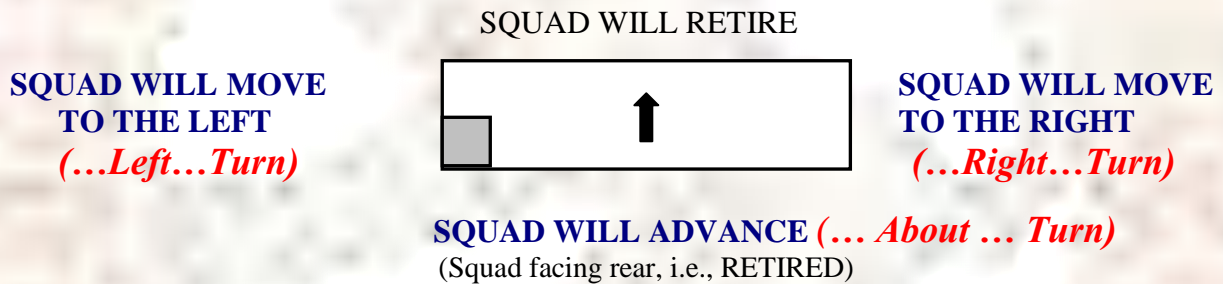 SQUAD WILL RETIRE
SQUAD WILL MOVE
TO THE LEFT
(…Left…Turn)
SQUAD WILL MOVE
TO THE RIGHT
(…Right…Turn)
SQUAD WILL ADVANCE (… About … Turn)
(Squad facing rear, i.e., RETIRED)